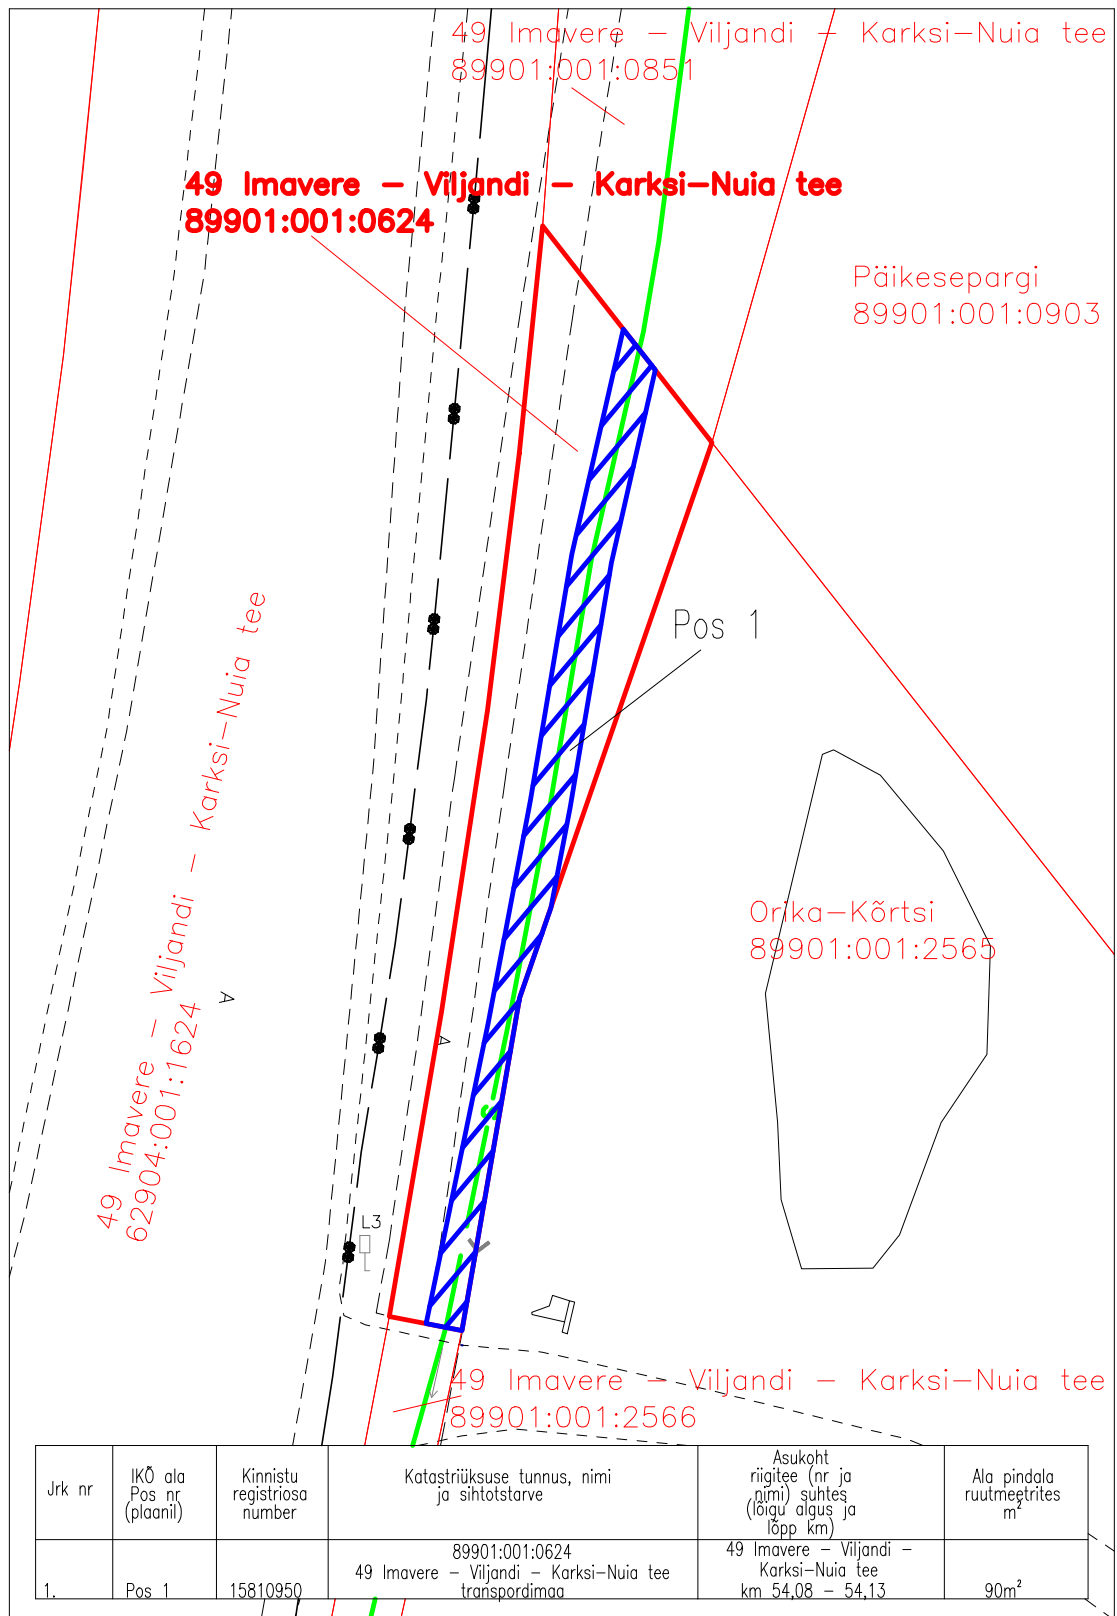 49 Imavere – Viljandi – Karksi–Nuia tee
89901:001:0851
49 Imavere – Viljandi – Karksi–Nuia tee
89901:001:0624
Päikesepargi
89901:001:0903
Pos 1
49 Imavere – Viljandi – Karksi–Nuia tee
62904:001:1624
A
A
Orika–Kõrtsi
89901:001:2565
S
L3
49 Imavere – Viljandi – Karksi–Nuia tee
89901:001:2566
Jrk nr
IKÕ ala
Pos nr
(plaanil)
Kinnistu
registriosa
number
Katastriüksuse tunnus, nimi
ja sihtotstarve
Asukoht
riigitee (nr ja
nimi) suhtes
(lõigu algus ja
lõpp km)
Ala pindala
ruutmeetrites
m²
1.
Pos 1
15810950
89901:001:0624
49 Imavere – Viljandi – Karksi–Nuia tee
transpordimaa
49 Imavere – Viljandi –
Karksi–Nuia tee
km 54,08 – 54,13
90m²